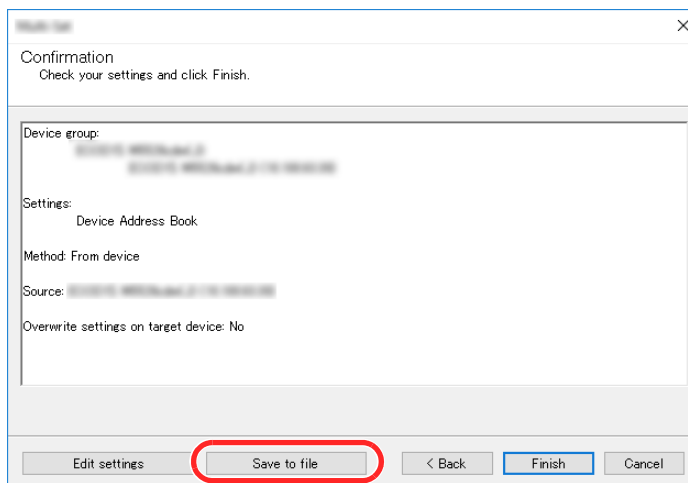 Confirmation
Check your settings and click Finish.
Device group:
Settings:
Device Address Book
Method: From device
Source:
Overwrite settings on target device: No
Edit settings
Save to file
< Back
Finish
Cancel